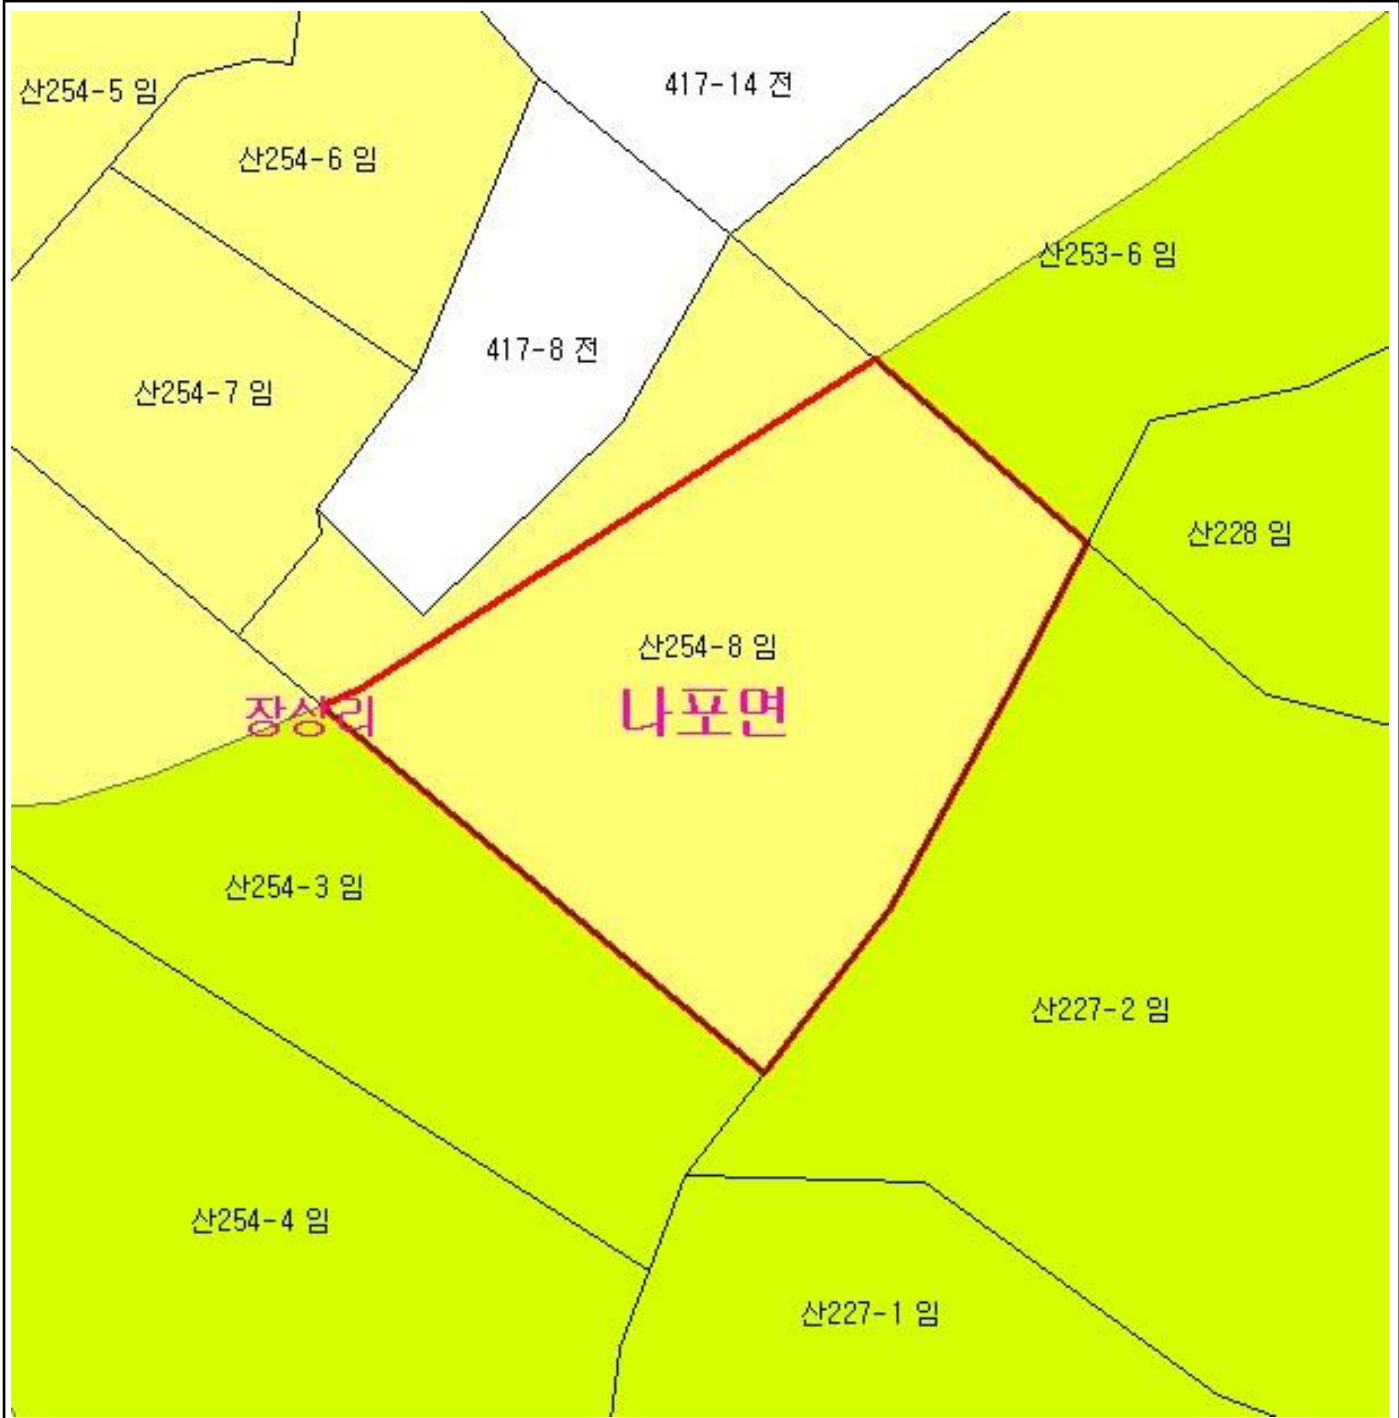 417-14 전
산254-5 임
산254-6 임
산253-6 임
417-8 전
산254-7 임
산228 임
산254-8 임
나포면
장상리
산254-3 임
산227-2 임
산254-4 임
산227-1 임